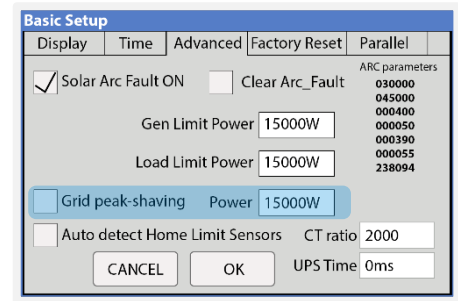 Basic Setup
Display Time Advanced Factory Reset Parallel
ARC parameters
Solar Arc Fault ON Clear Arc_Fault
030000
045000
000400
000050
000390
000055
238094
Gen Limit Power 15000W
Load Limit Power 15000W
Grid peak-shaving Power 15000W
Auto detect Home Limit Sensors CT ratio 2000
CANCEL OK UPS Time 0ms